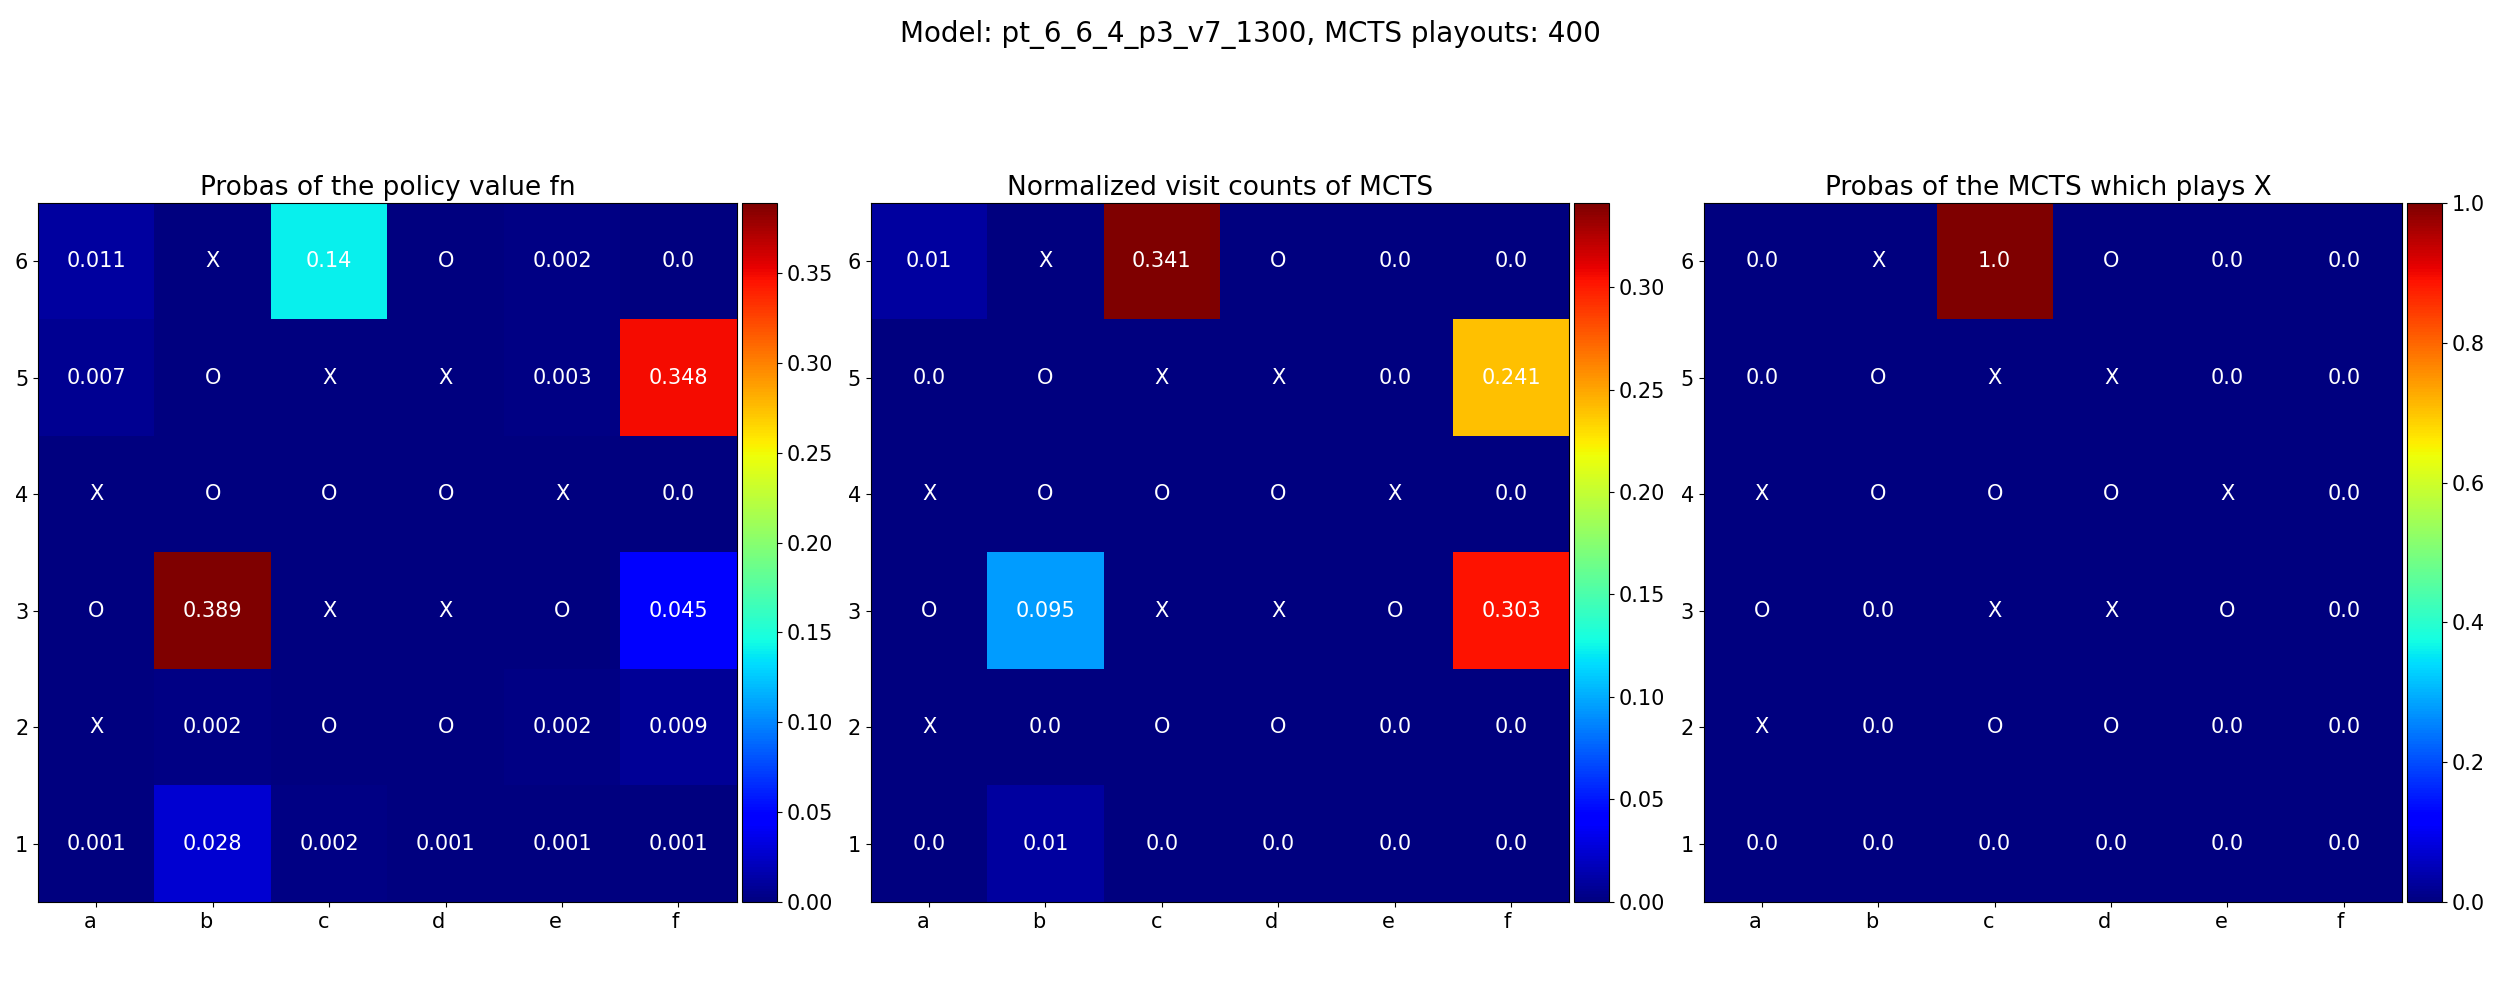 Model: pt_6_6_4_p3_v7_1300, MCTS playouts: 400
Probas of the policy value fn
6 0.011 X 0.14 O 0.002 0.0
5 0.007 O X X 0.003 0.348
4 X O O O X 0.0
3 O 0.389 X X O 0.045
2 X 0.002 O O 0.002 0.009
1 0.001 0.028 0.002 0.001 0.001 0.001
a b c d e f
0.35
0.30
0.25
0.20
0.15
0.10
0.05
0.00
Normalized visit counts of MCTS
6 0.01 X 0.341 O 0.0 0.0
5 0.0 O X X 0.0 0.241
4 X O O O X 0.0
3 O 0.095 X X O 0.303
2 X 0.0 O O 0.0 0.0
1 0.0 0.01 0.0 0.0 0.0 0.0
a b c d e f
0.30
0.25
0.20
0.15
0.10
0.05
0.00
Probas of the MCTS which plays X
6 0.0 X 1.0 O 0.0 0.0
5 0.0 O X X 0.0 0.0
4 X O O O X 0.0
3 O 0.0 X X O 0.0
2 X 0.0 O O 0.0 0.0
1 0.0 0.0 0.0 0.0 0.0 0.0
a b c d e f
1.0
0.8
0.6
0.4
0.2
0.0